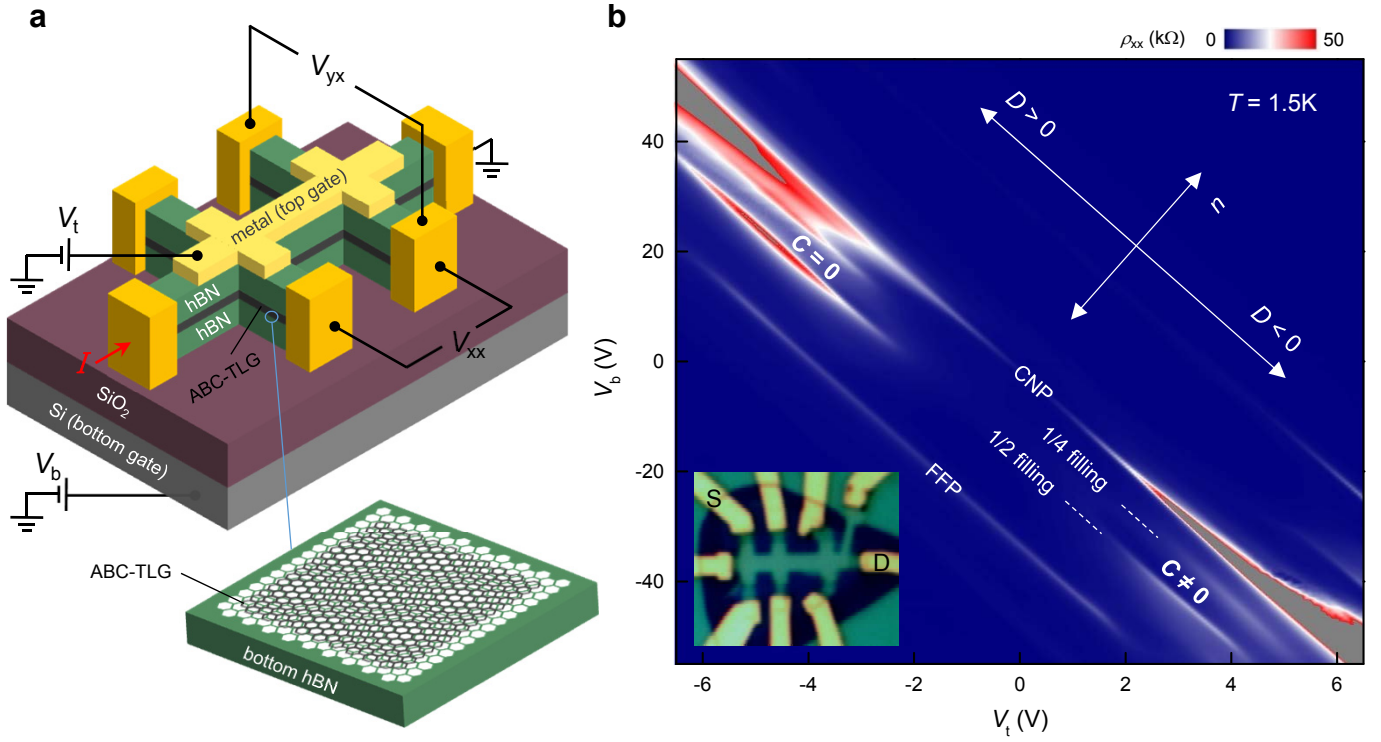 a
V_yx
V_t
metal (top gate)
hBN
hBN
I
ABC-TLG
V_xx
SiO₂
Si (bottom gate)
V_b
ABC-TLG
bottom hBN
b
ρ_xx (kΩ) 0 50
T = 1.5K
D > 0
n
D < 0
C = 0
CNP
1/4 filling
1/2 filling
FFP
C ≠ 0
S
D
40
20
0
-20
-40
V_b (V)
-6 -4 -2 0 2 4 6
V_t (V)